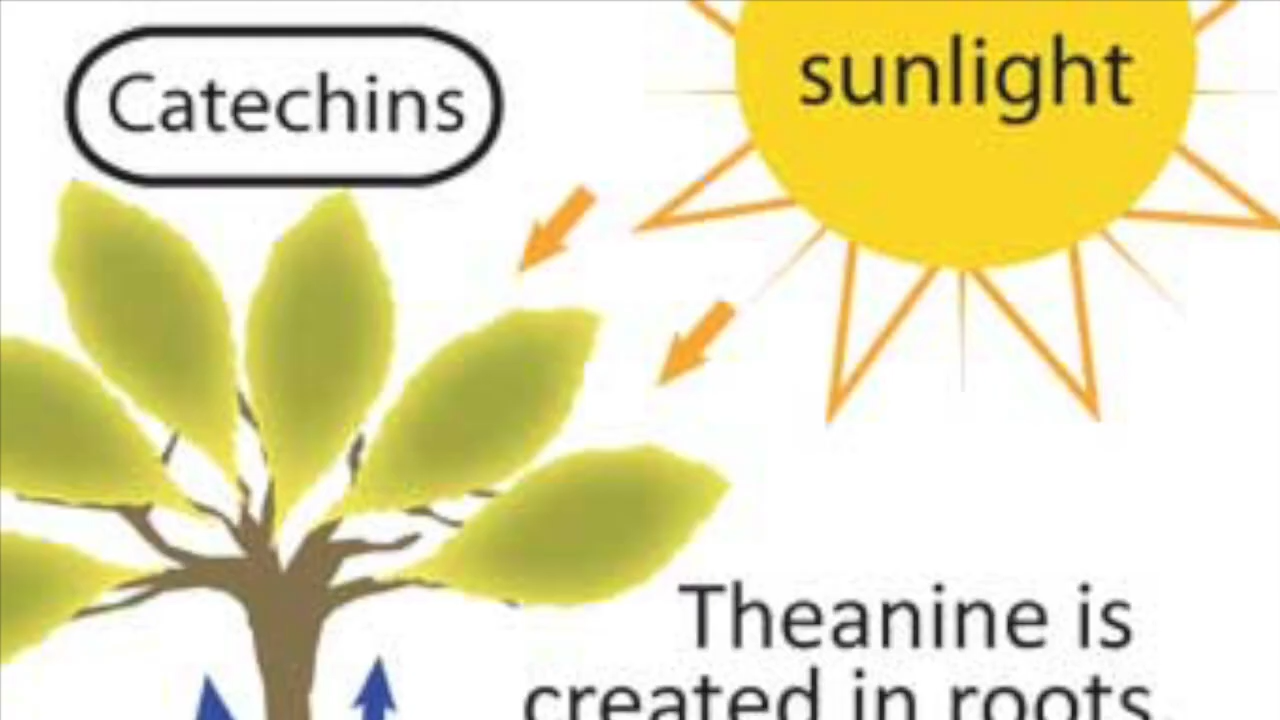 Catechins
sunlight
Theanine is
created in roots